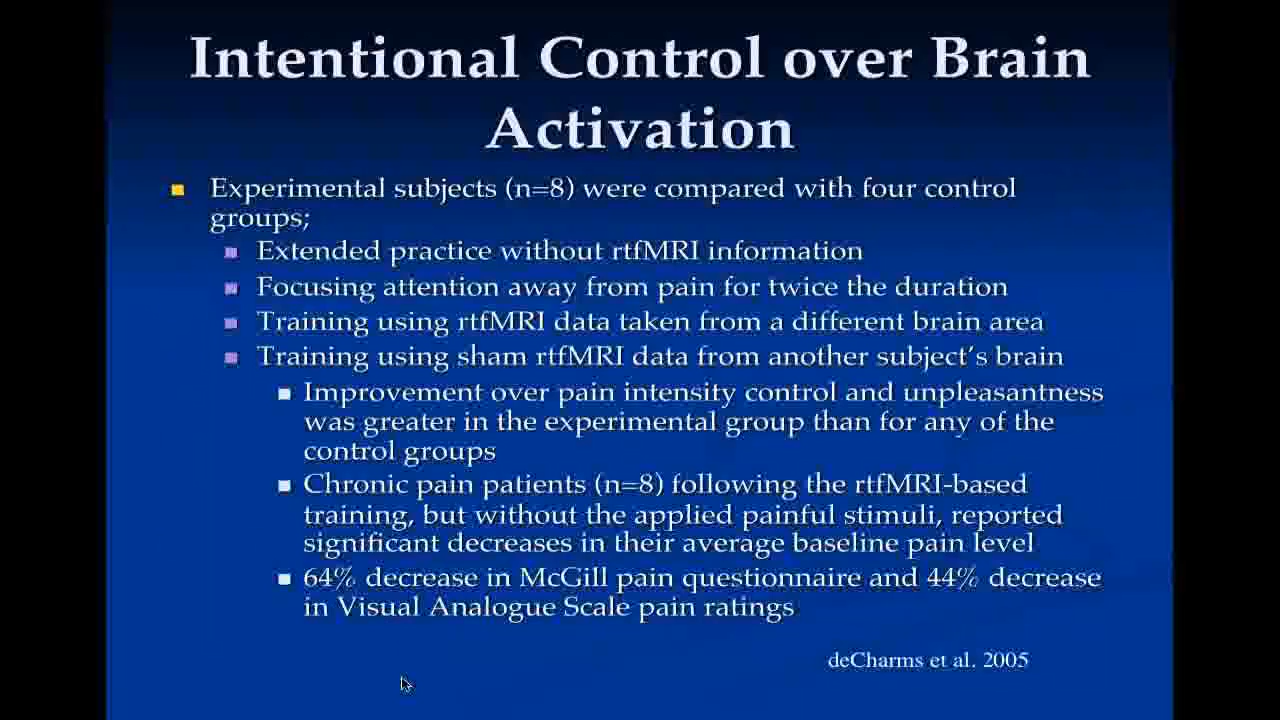 Intentional Control over Brain
Activation
Experimental subjects (n=8) were compared with four control
groups;
Extended practice without rtfMRI information
Focusing attention away from pain for twice the duration
Training using rtfMRI data taken from a different brain area
Training using sham rtfMRI data from another subject's brain
Improvement over pain intensity control and unpleasantness
was greater in the experimental group than for any of the
control groups
Chronic pain patients (n=8) following the rtfMRI-based
training, but without the applied painful stimuli, reported
significant decreases in their average baseline pain level
64% decrease in McGill pain questionnaire and 44% decrease
in Visual Analogue Scale pain ratings
deCharms et al. 2005